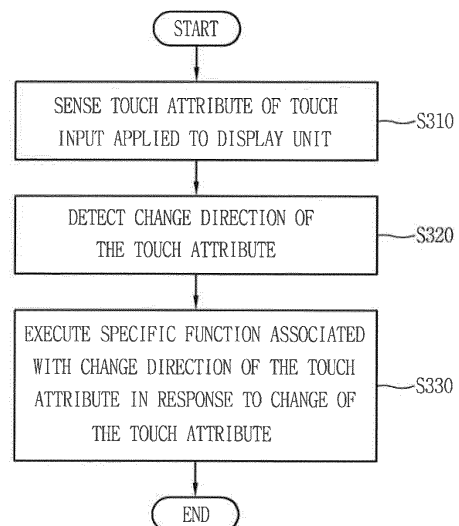 START
SENSE TOUCH ATTRIBUTE OF TOUCH
INPUT APPLIED TO DISPLAY UNIT
S310
DETECT CHANGE DIRECTION OF
THE TOUCH ATTRIBUTE
S320
EXECUTE SPECIFIC FUNCTION ASSOCIATED
WITH CHANGE DIRECTION OF THE TOUCH
ATTRIBUTE IN RESPONSE TO CHANGE OF
THE TOUCH ATTRIBUTE
S330
END